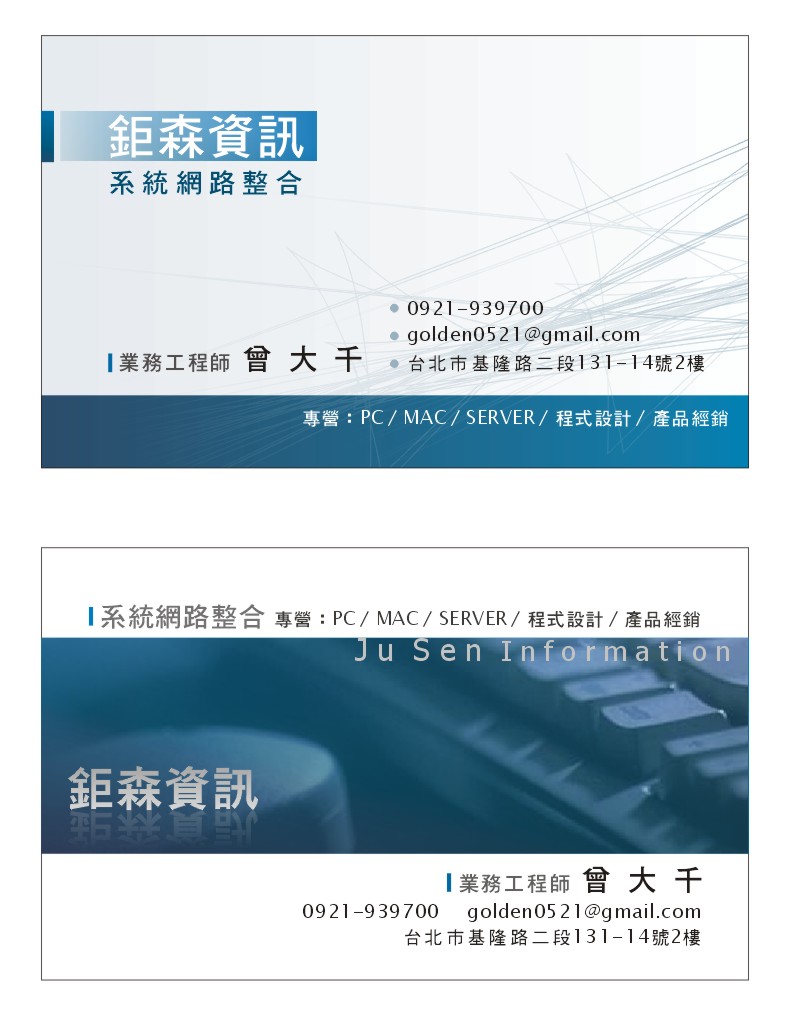 鉅森資訊
系統網路整合
0921-939700
golden0521@gmail.com
業務工程師 曾大千
台北市基隆路二段131-14號2樓
專營：PC / MAC / SERVER / 程式設計 / 產品經銷
系統網路整合 專營：PC / MAC / SERVER / 程式設計 / 產品經銷
Ju Sen Information
鉅森資訊
業務工程師 曾大千
0921-939700 golden0521@gmail.com
台北市基隆路二段131-14號2樓